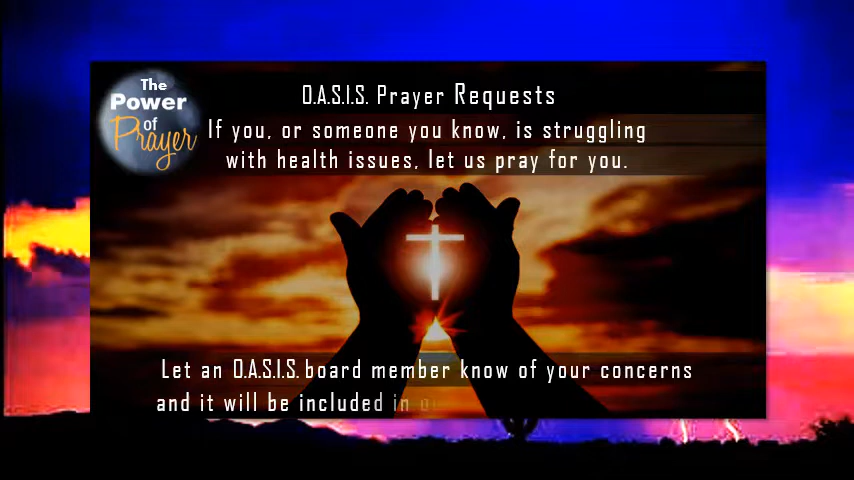 The
Power
of
Prayer
O.A.S.I.S. Prayer Requests
If you, or someone you know, is struggling
with health issues, let us pray for you.
Let an O.A.S.I.S. board member know of your concerns
and it will be included in